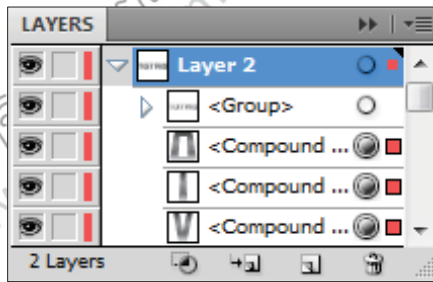 LAYERS
Layer 2
<Group>
<Compound ...
<Compound ...
<Compound ...
2 Layers